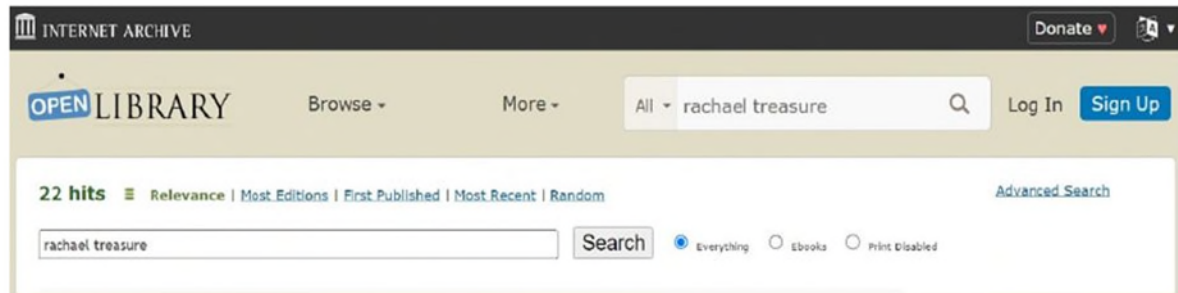 INTERNET ARCHIVE Donate ♥
OPEN LIBRARY Browse More All rachael treasure Log In Sign Up
22 hits Relevance | Most Editions | First Published | Most Recent | Random Advanced Search
rachael treasure Search Everything Ebooks Print Disabled